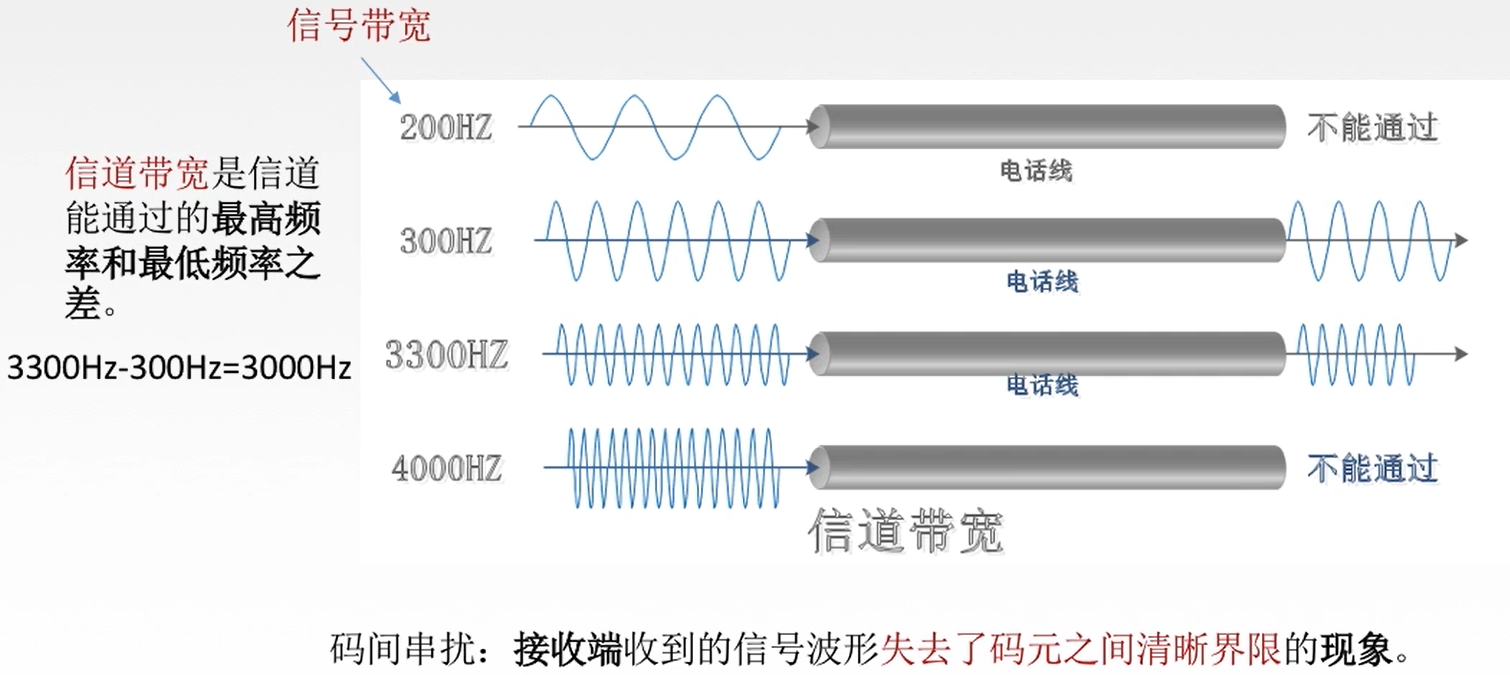 信号带宽
200HZ
不能通过
电话线
信道带宽是信道
能通过的最高频
率和最低频率之
差。
300HZ
电话线
3300Hz-300Hz=3000Hz
3300HZ
电话线
4000HZ
不能通过
信道带宽
码间串扰：接收端收到的信号波形失去了码元之间清晰界限的现象。